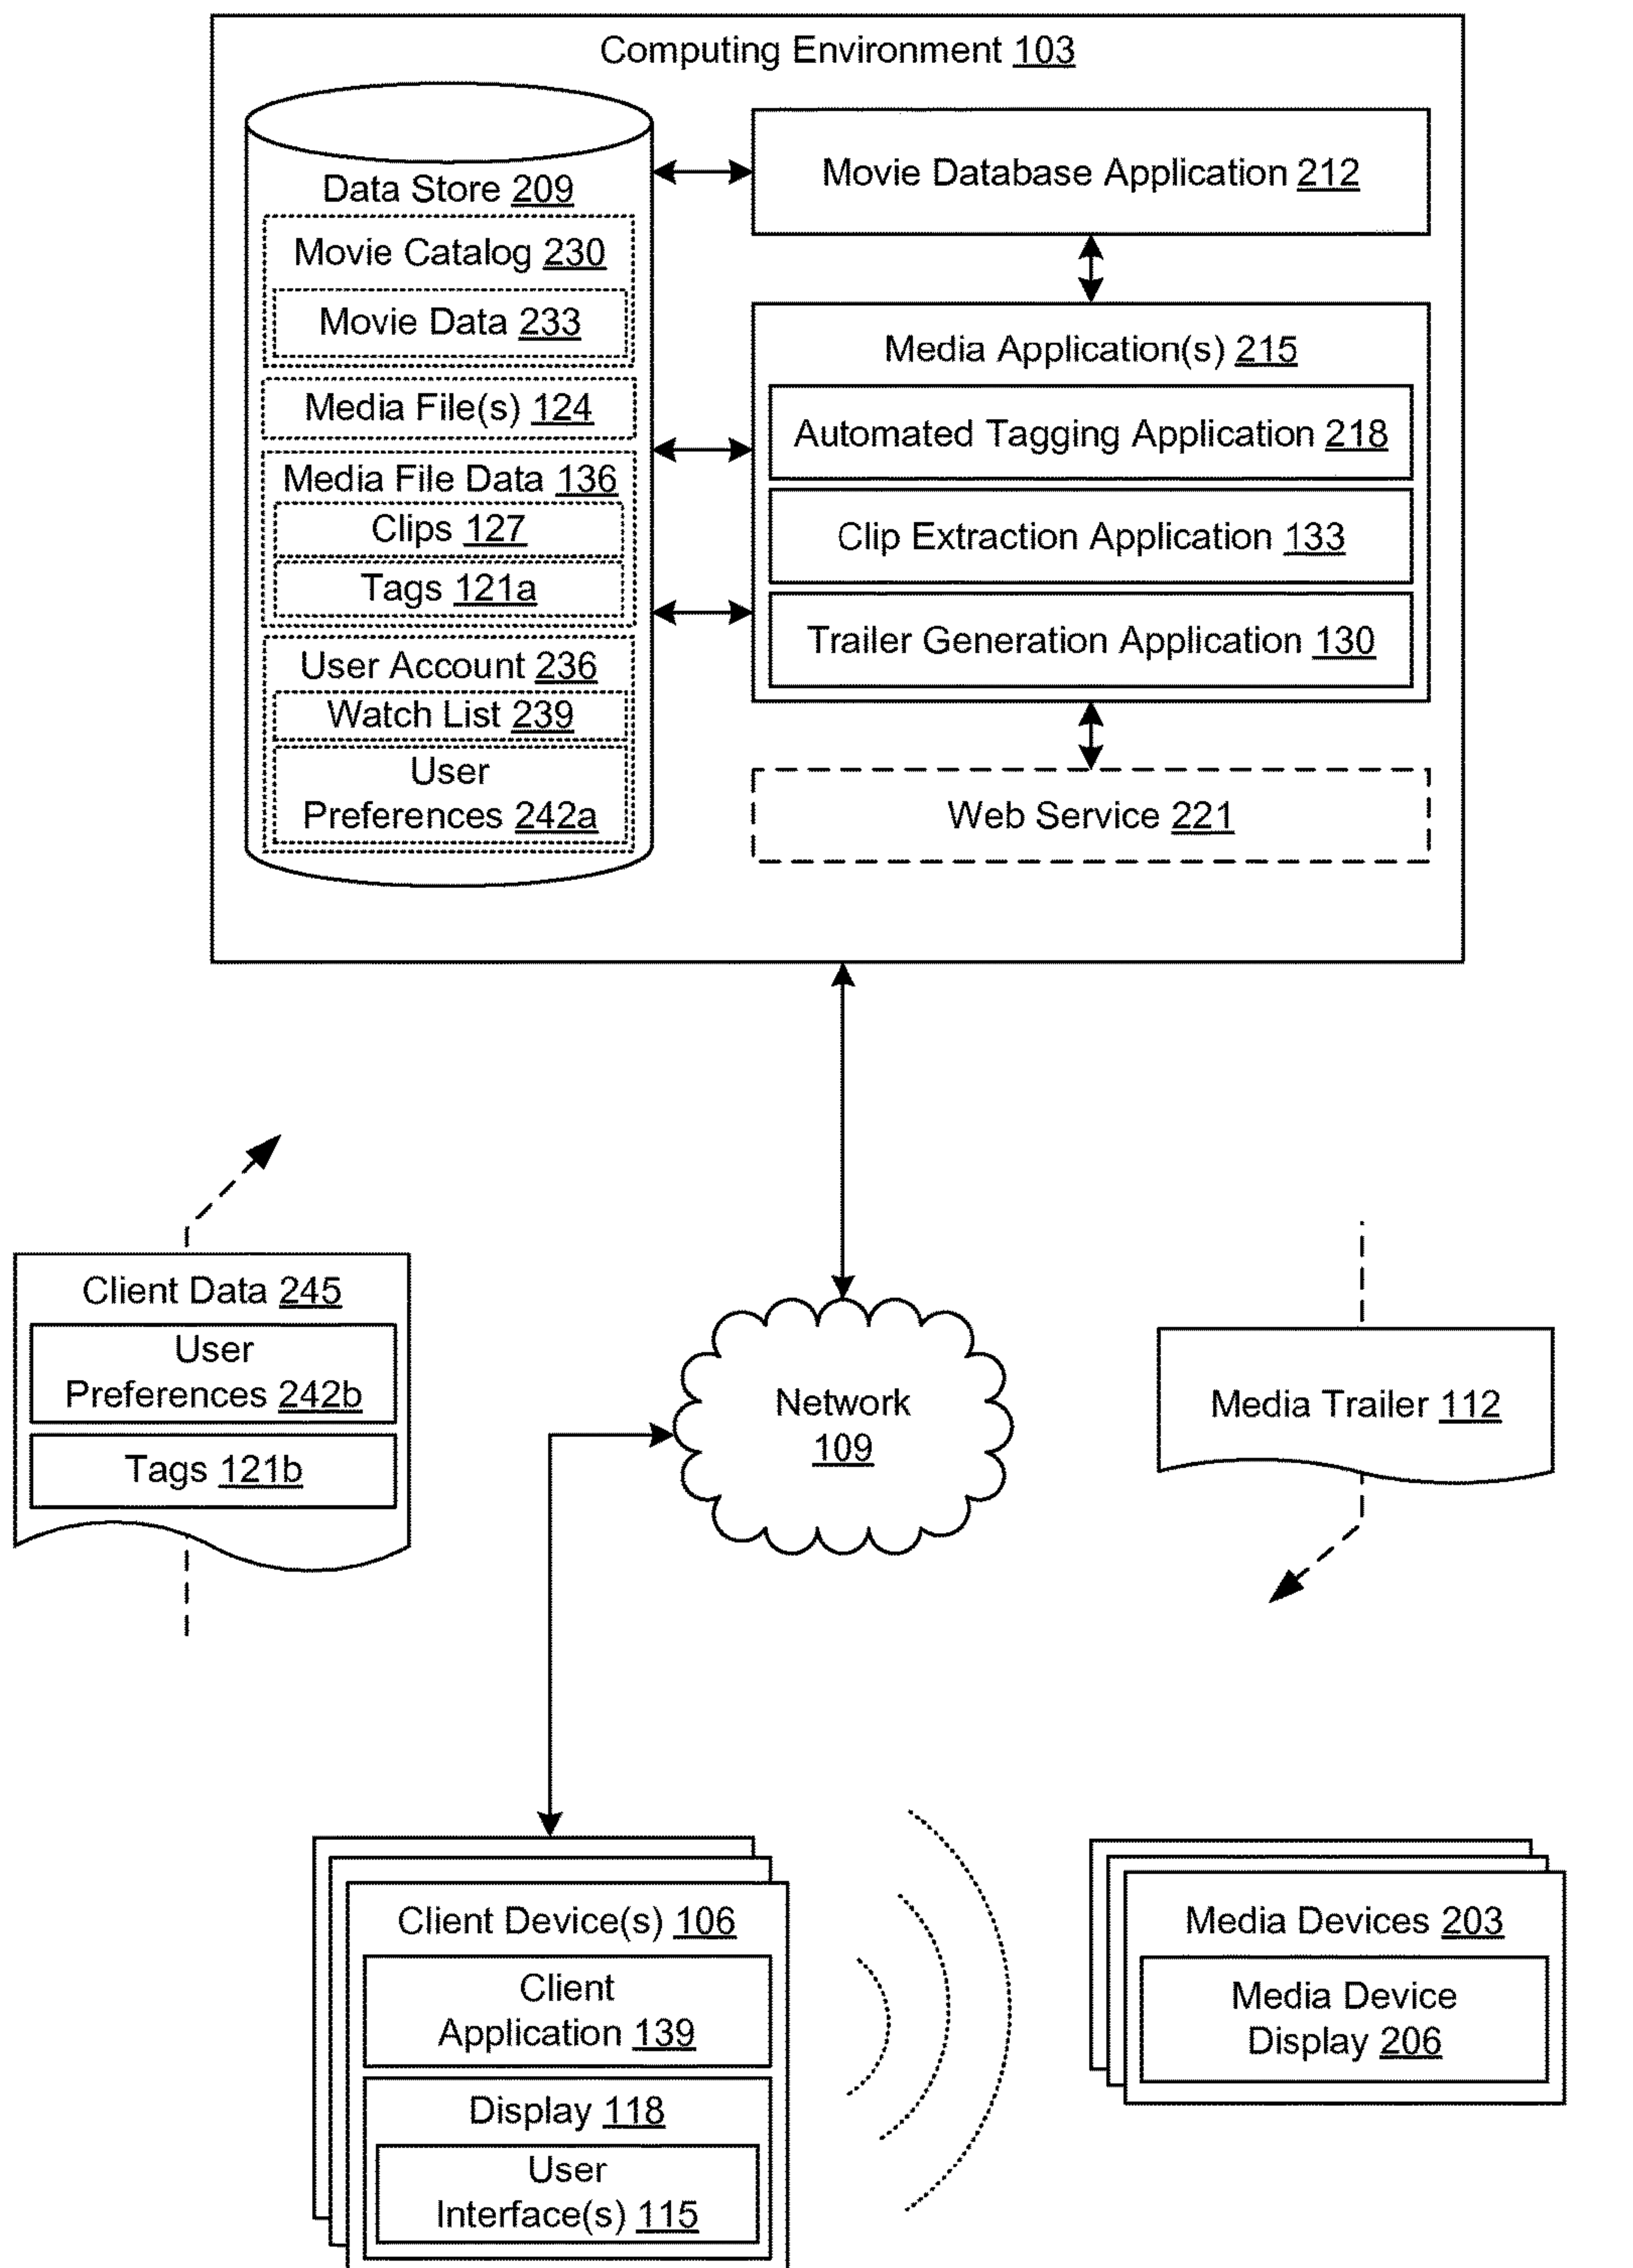 Computing Environment 103
Data Store 209
Movie Catalog 230
Movie Data 233
Media File(s) 124
Media File Data 136
Clips 127
Tags 121a
User Account 236
Watch List 239
User
Preferences 242a
Movie Database Application 212
Media Application(s) 215
Automated Tagging Application 218
Clip Extraction Application 133
Trailer Generation Application 130
Web Service 221
Client Data 245
User
Preferences 242b
Tags 121b
Network
109
Media Trailer 112
Client Device(s) 106
Client
Application 139
Display 118
User
Interface(s) 115
Media Devices 203
Media Device
Display 206